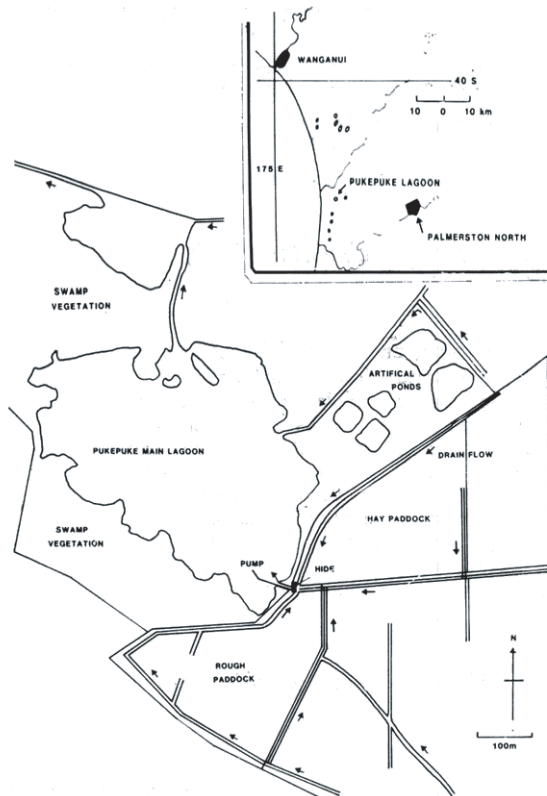 WANGANUI
40 S
10 0 10 km
175 E
PUKEPUKE LAGOON
PALMERSTON NORTH
SWAMP
VEGETATION
ARTIFICAL
PONDS
PUKEPUKE MAIN LAGOON
DRAIN FLOW
HAY PADDOCK
SWAMP
VEGETATION
PUMP
HIDE
ROUGH
PADDOCK
N
100m